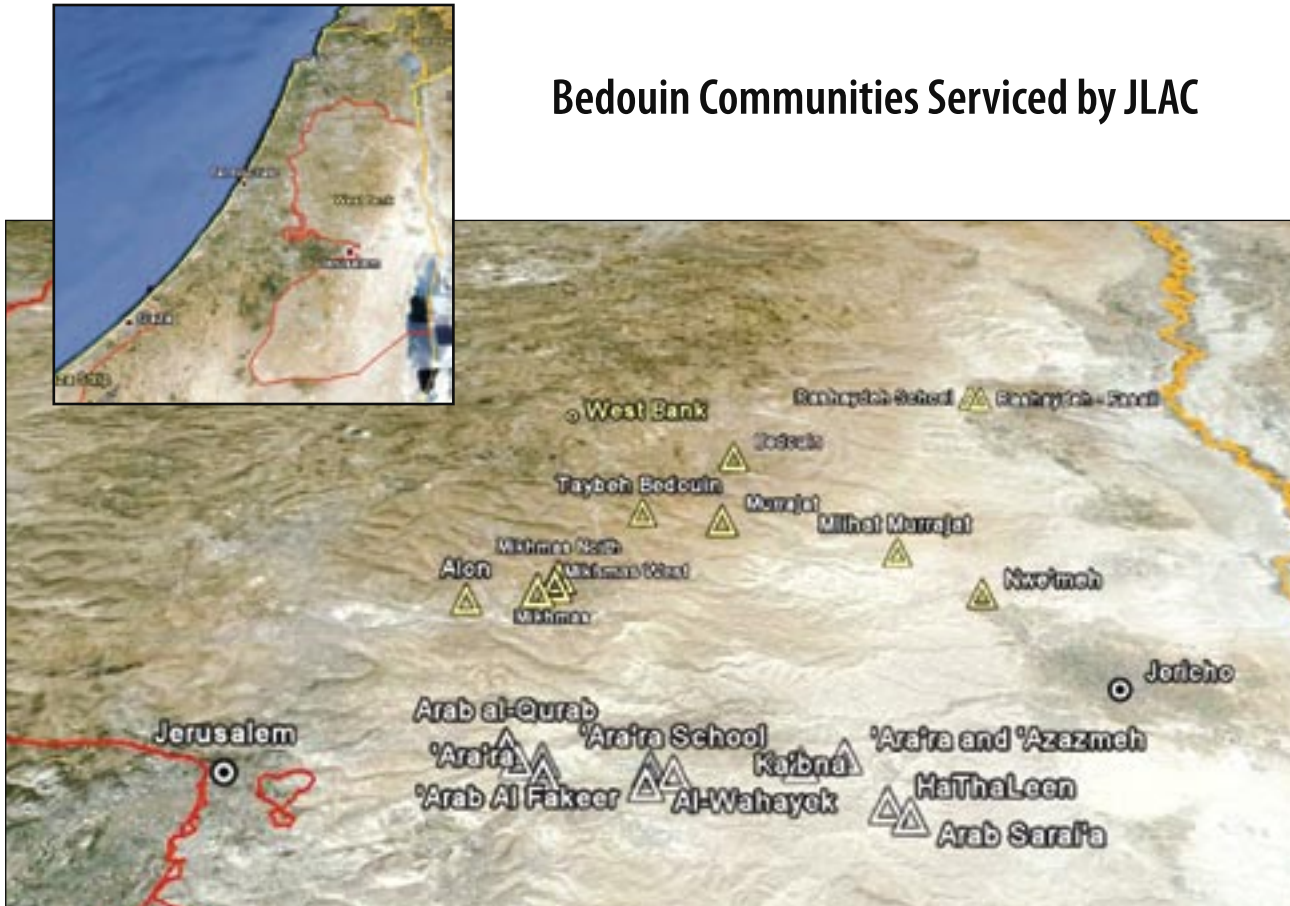 Bedouin Communities Serviced by JLAC
West Bank
Jerusalem
Gaza
West Bank
Rashaydeh School
Rashaydeh - Fasail
Bedouin
Taybeh Bedouin
Murrajat
Mlihat Murrajat
Mikhmas North
Alon
Mikhmas West
Nwe'meh
Mikhmas
Jericho
Arab al-Qurab
Jerusalem
'Ara'ra School
'Ara'ra and 'Azazmeh
'Ara'ra
Ka'bna
HaThaLeen
'Arab Al Fakeer
Al-Wahayek
Arab Sarai'a